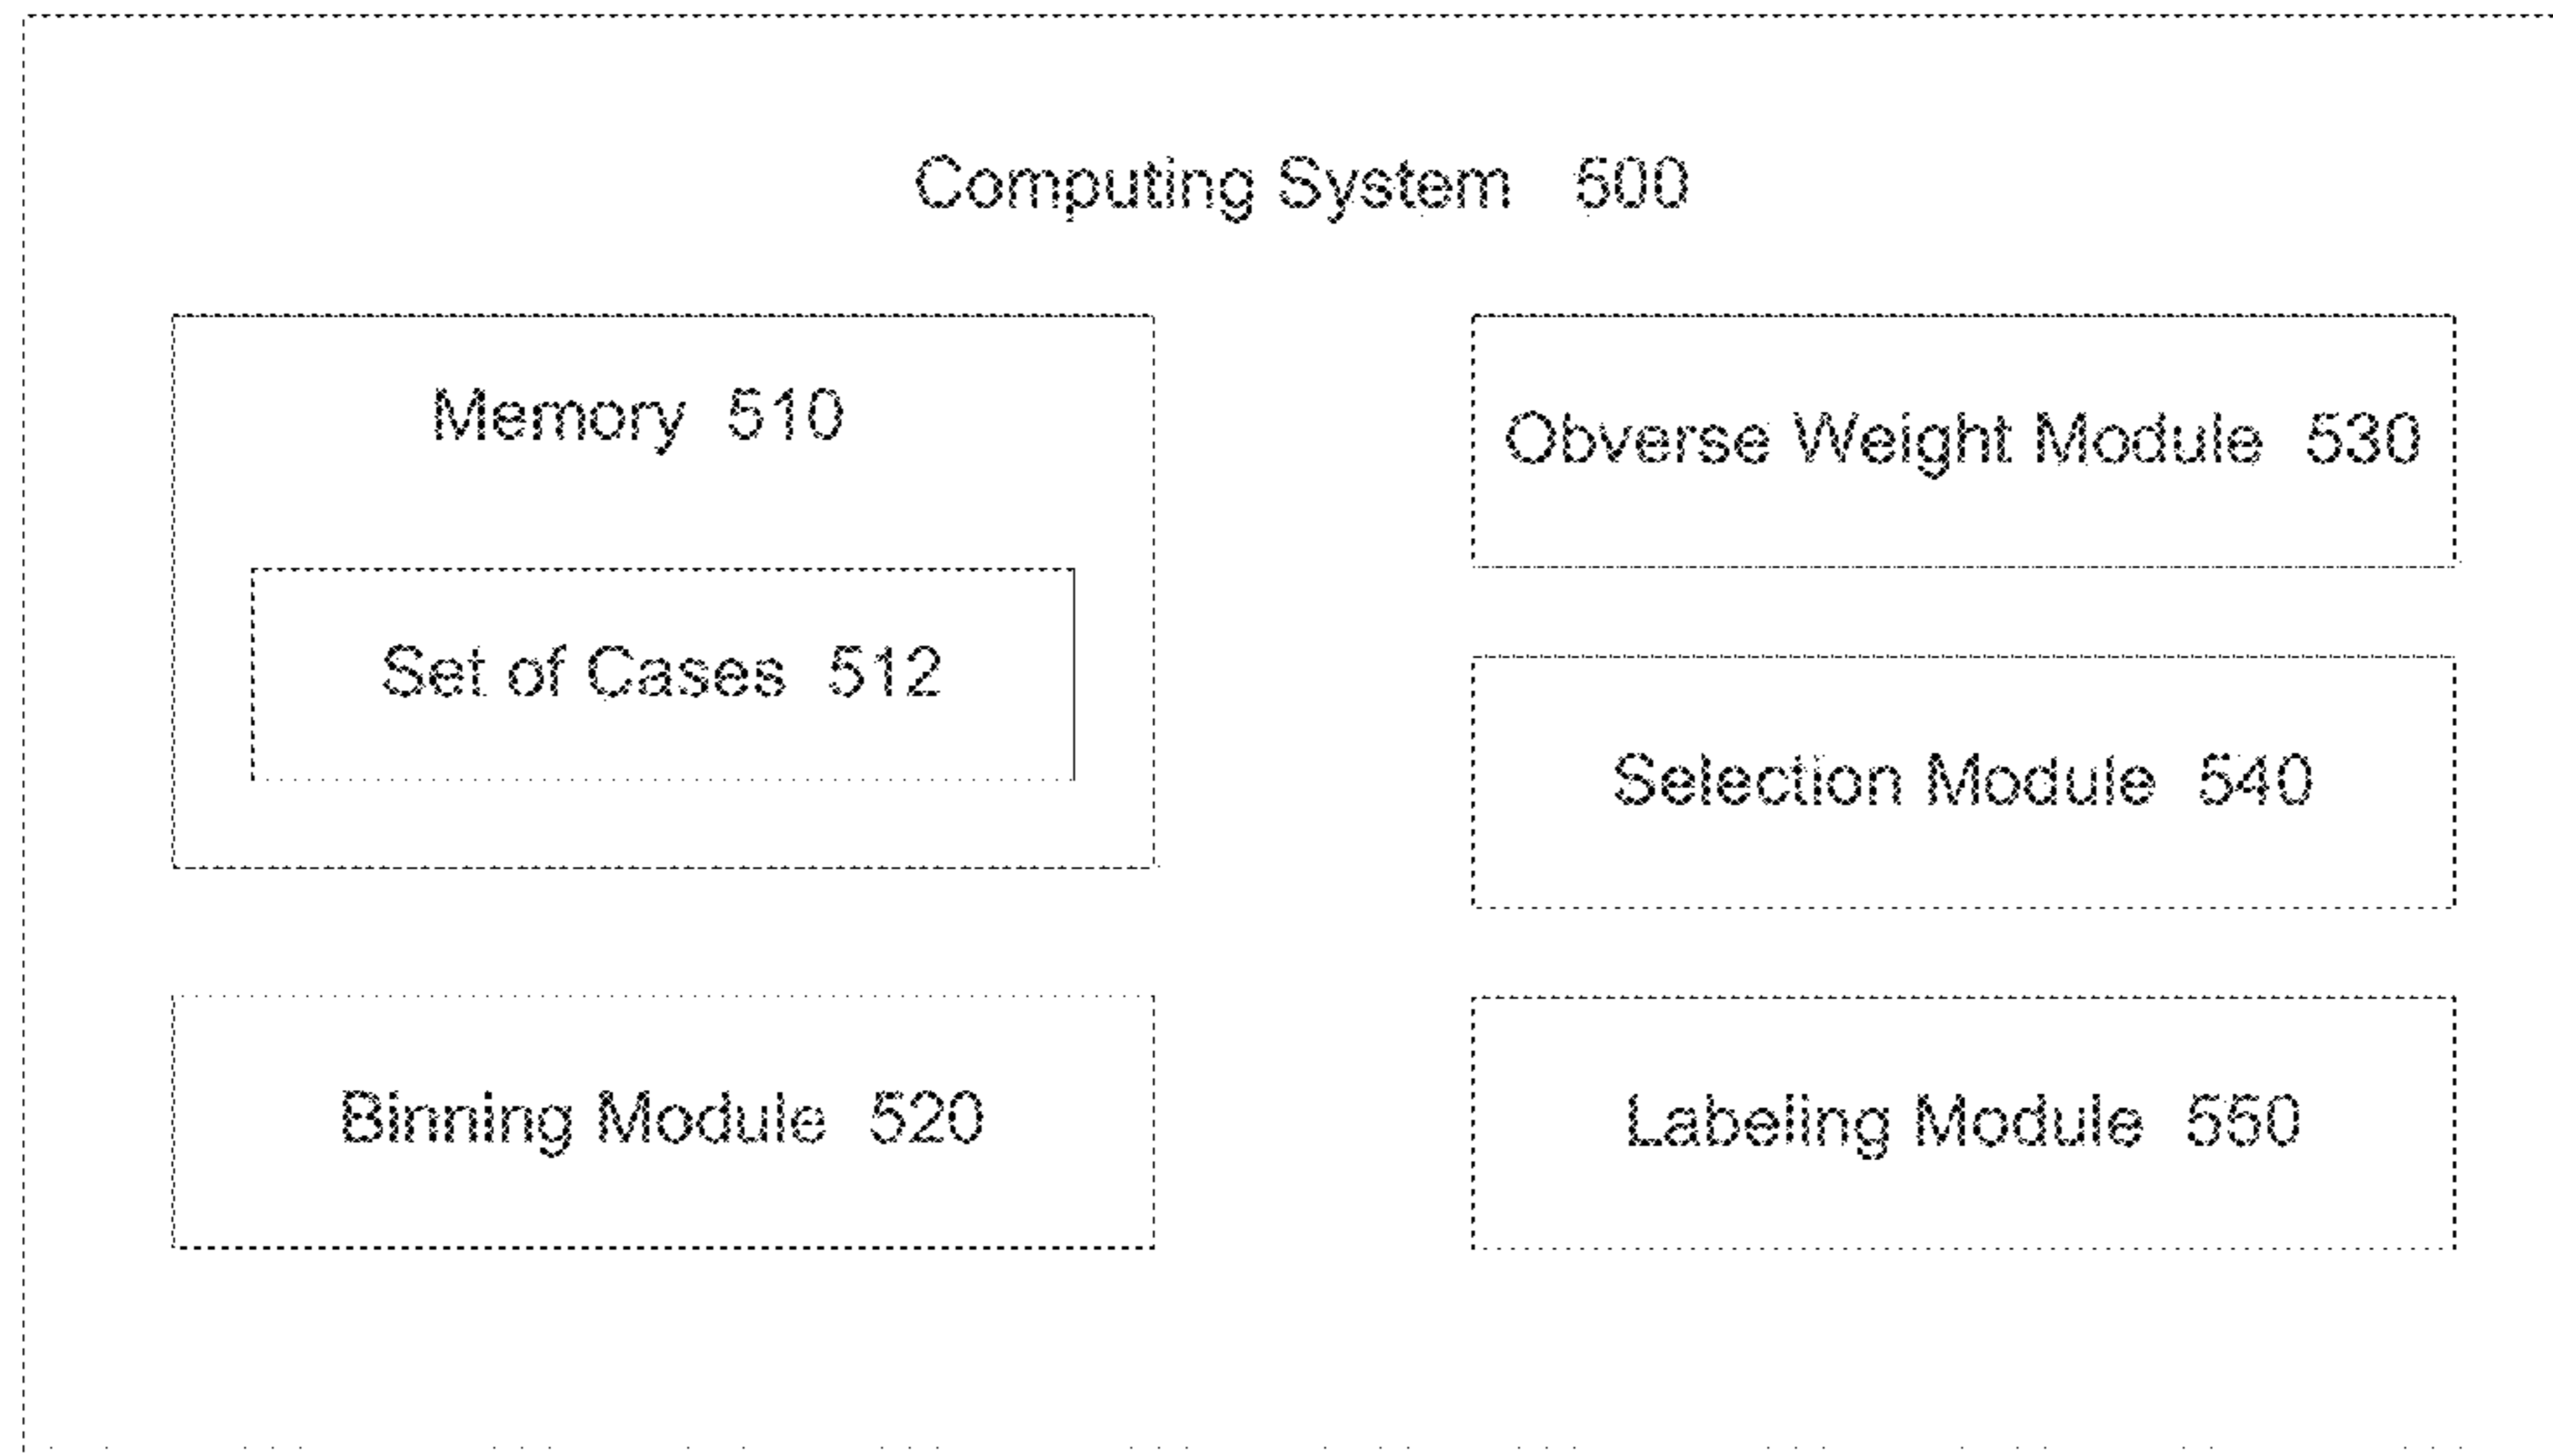 Computing System 500
Memory 510
Set of Cases 512
Binning Module 520
Obverse Weight Module 530
Selection Module 540
Labeling Module 550